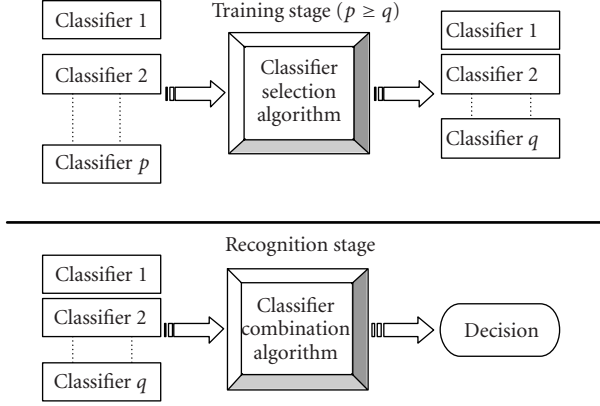 Training stage (p ≥ q)
Classifier 1
Classifier 2
Classifier p
Classifier
selection
algorithm
Classifier 1
Classifier 2
Classifier q
Recognition stage
Classifier 1
Classifier 2
Classifier q
Classifier
combination
algorithm
Decision